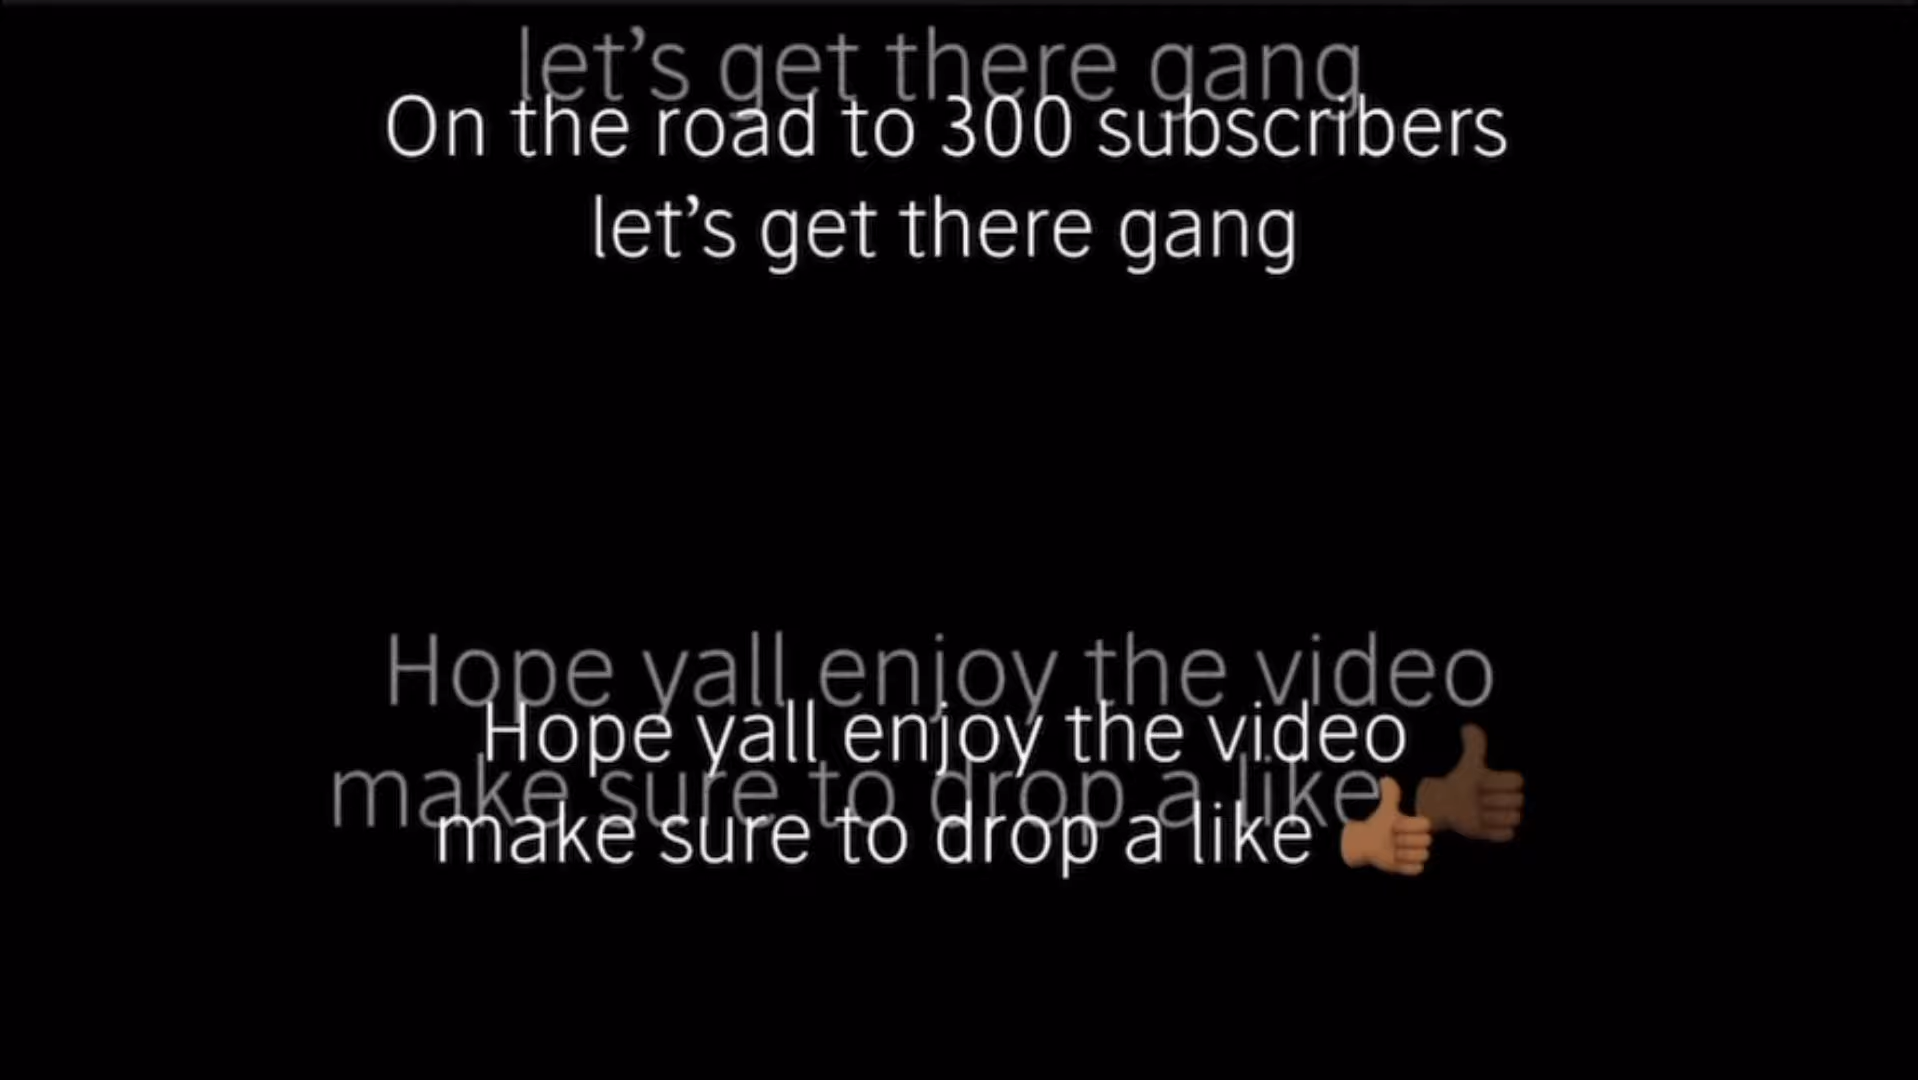 let's get there gang
On the road to 300 subscribers
let's get there gang
Hope yall enjoy the video
Hope yall enjoy the video
make sure to drop a like 👍🏽
make sure to drop a like 👍🏽